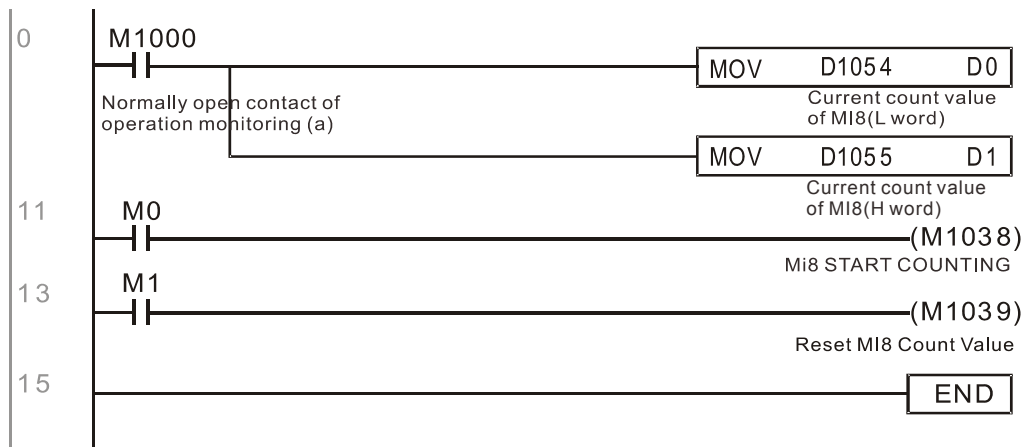 0
M1000
MOV D1054 D0
Normally open contact of
operation monitoring (a)
Current count value
of MI8(L word)
MOV D1055 D1
Current count value
of MI8(H word)
11
M0
(M1038)
Mi8 START COUNTING
13
M1
(M1039)
Reset MI8 Count Value
15
END